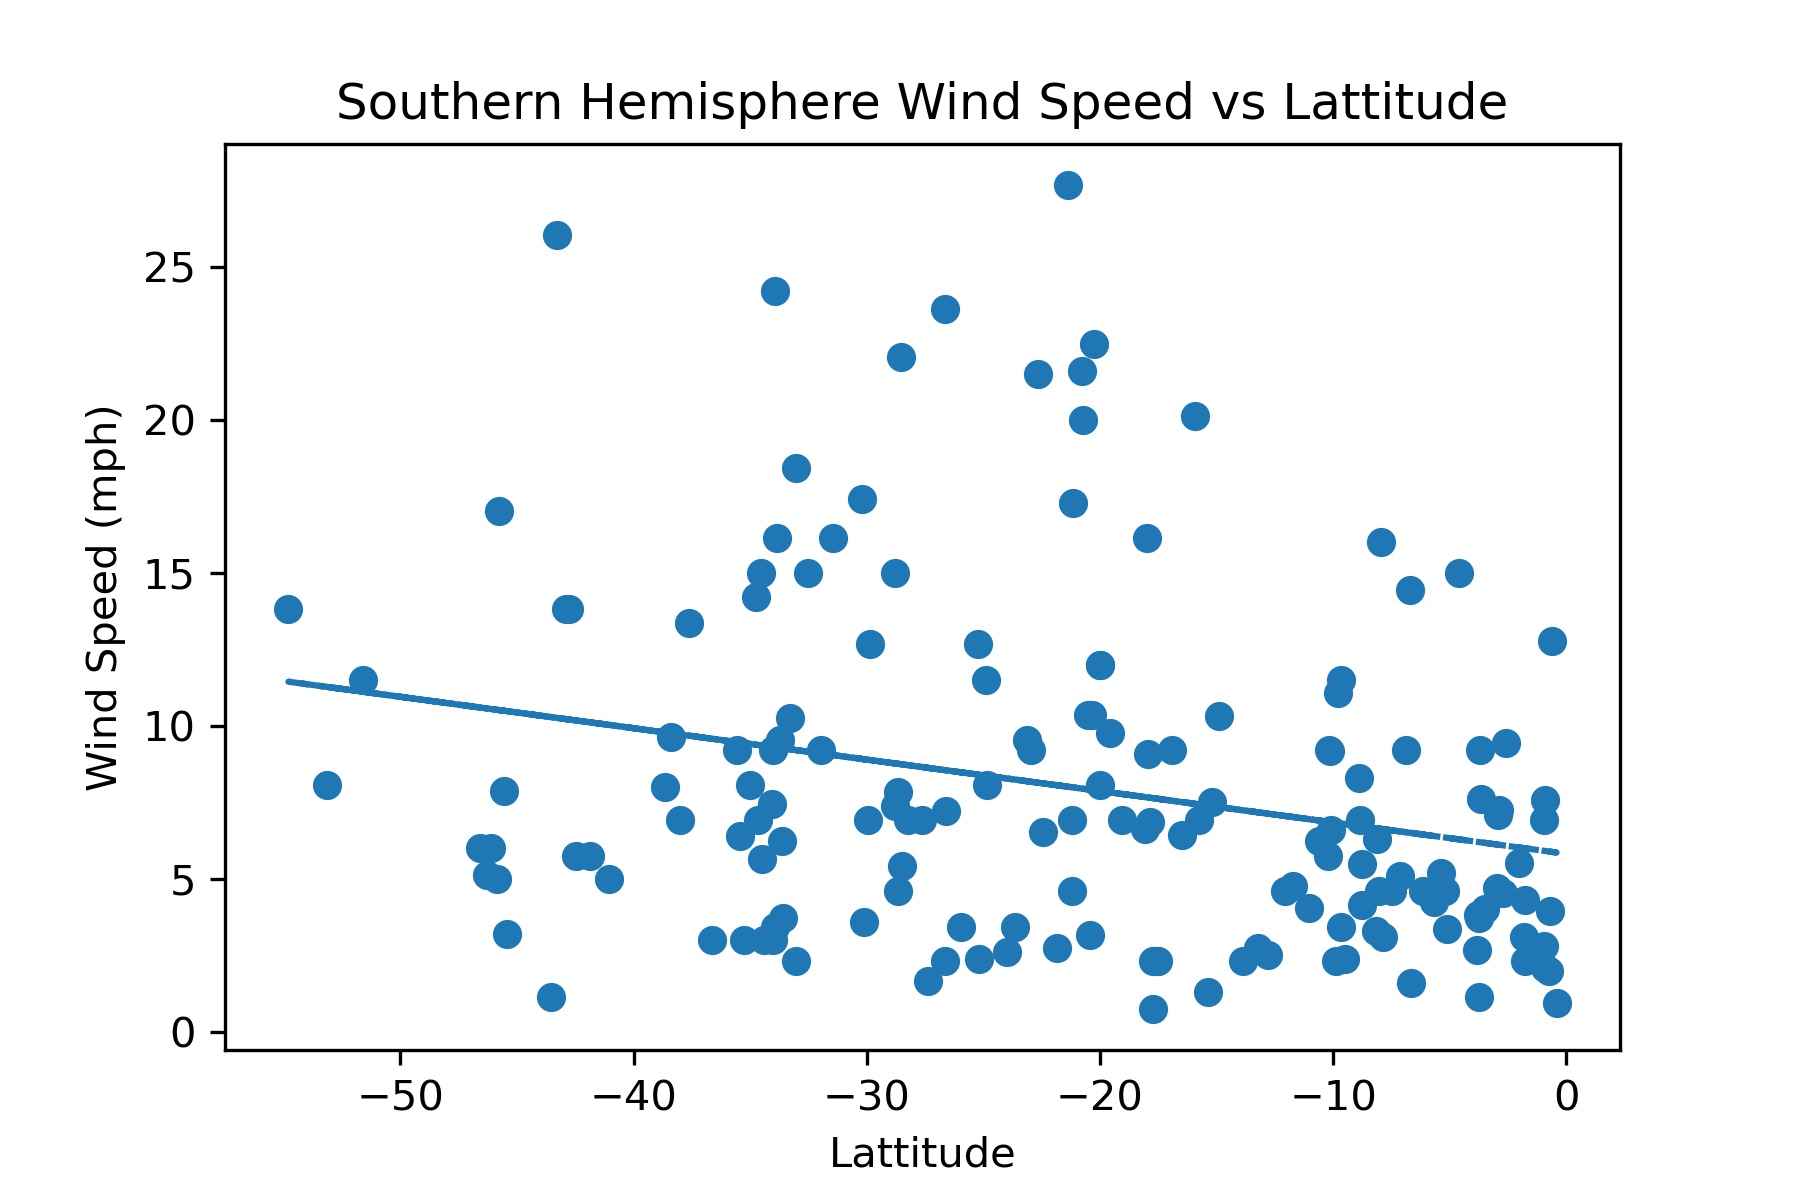 Southern Hemisphere Wind Speed vs Lattitude
Wind Speed (mph)
25
20
15
10
5
0
−50 −40 −30 −20 −10 0
Lattitude